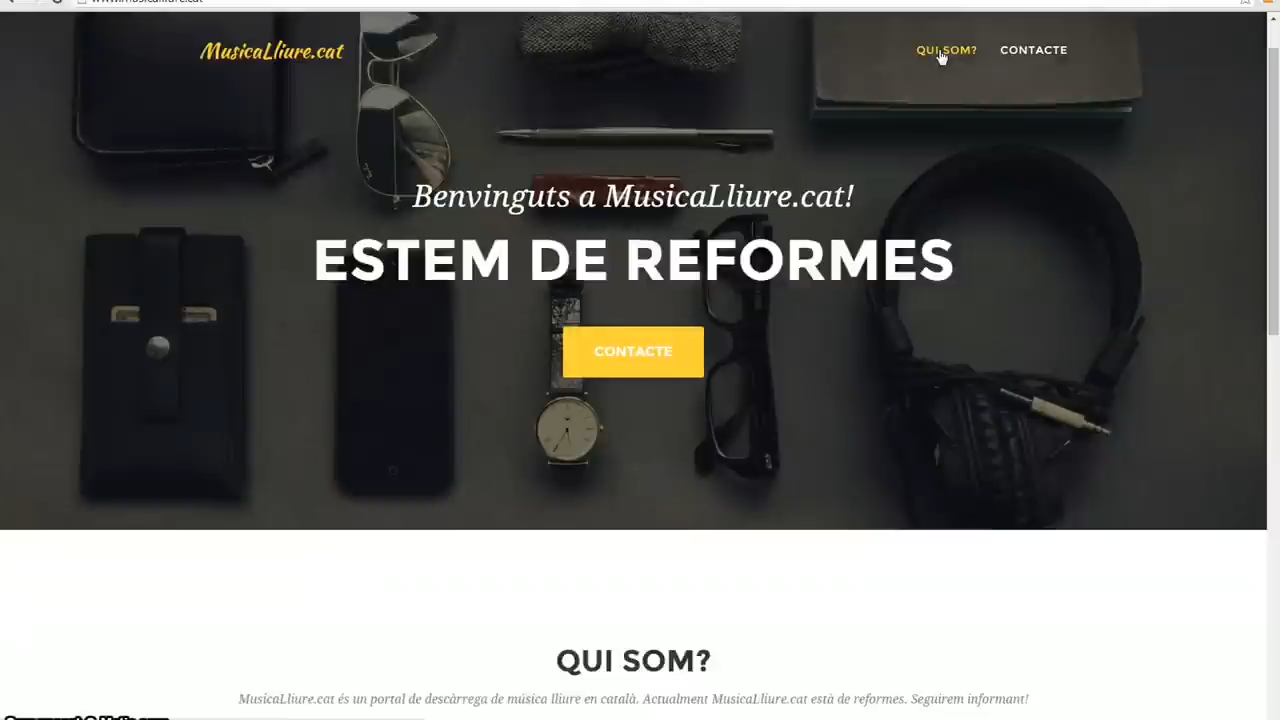 MusicaLliure.cat
QUI SOM?
CONTACTE
Benvinguts a MusicaLliure.cat!
ESTEM DE REFORMES
CONTACTE
QUI SOM?
MusicaLliure.cat és un portal de descàrrega de música lliure en català. Actualment MusicaLliure.cat està de reformes. Seguirem informant!